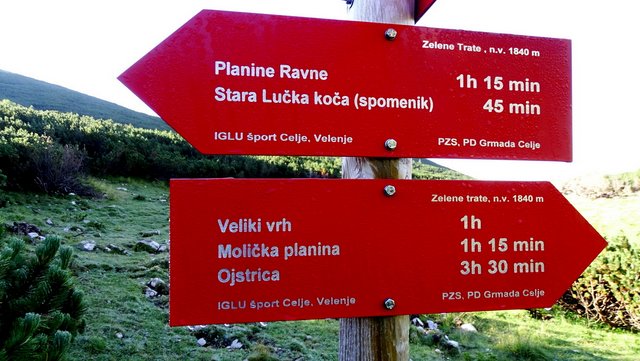 Zelene Trate , n.v. 1840 m
Planine Ravne 1h 15 min
Stara Lučka koča (spomenik) 45 min
IGLU šport Celje, Velenje PZS, PD Grmada Celje
Zelene trate, n.v. 1840 m
Veliki vrh 1h
Molička planina 1h 15 min
Ojstrica 3h 30 min
IGLU šport Celje, Velenje PZS, PD Grmada Celje